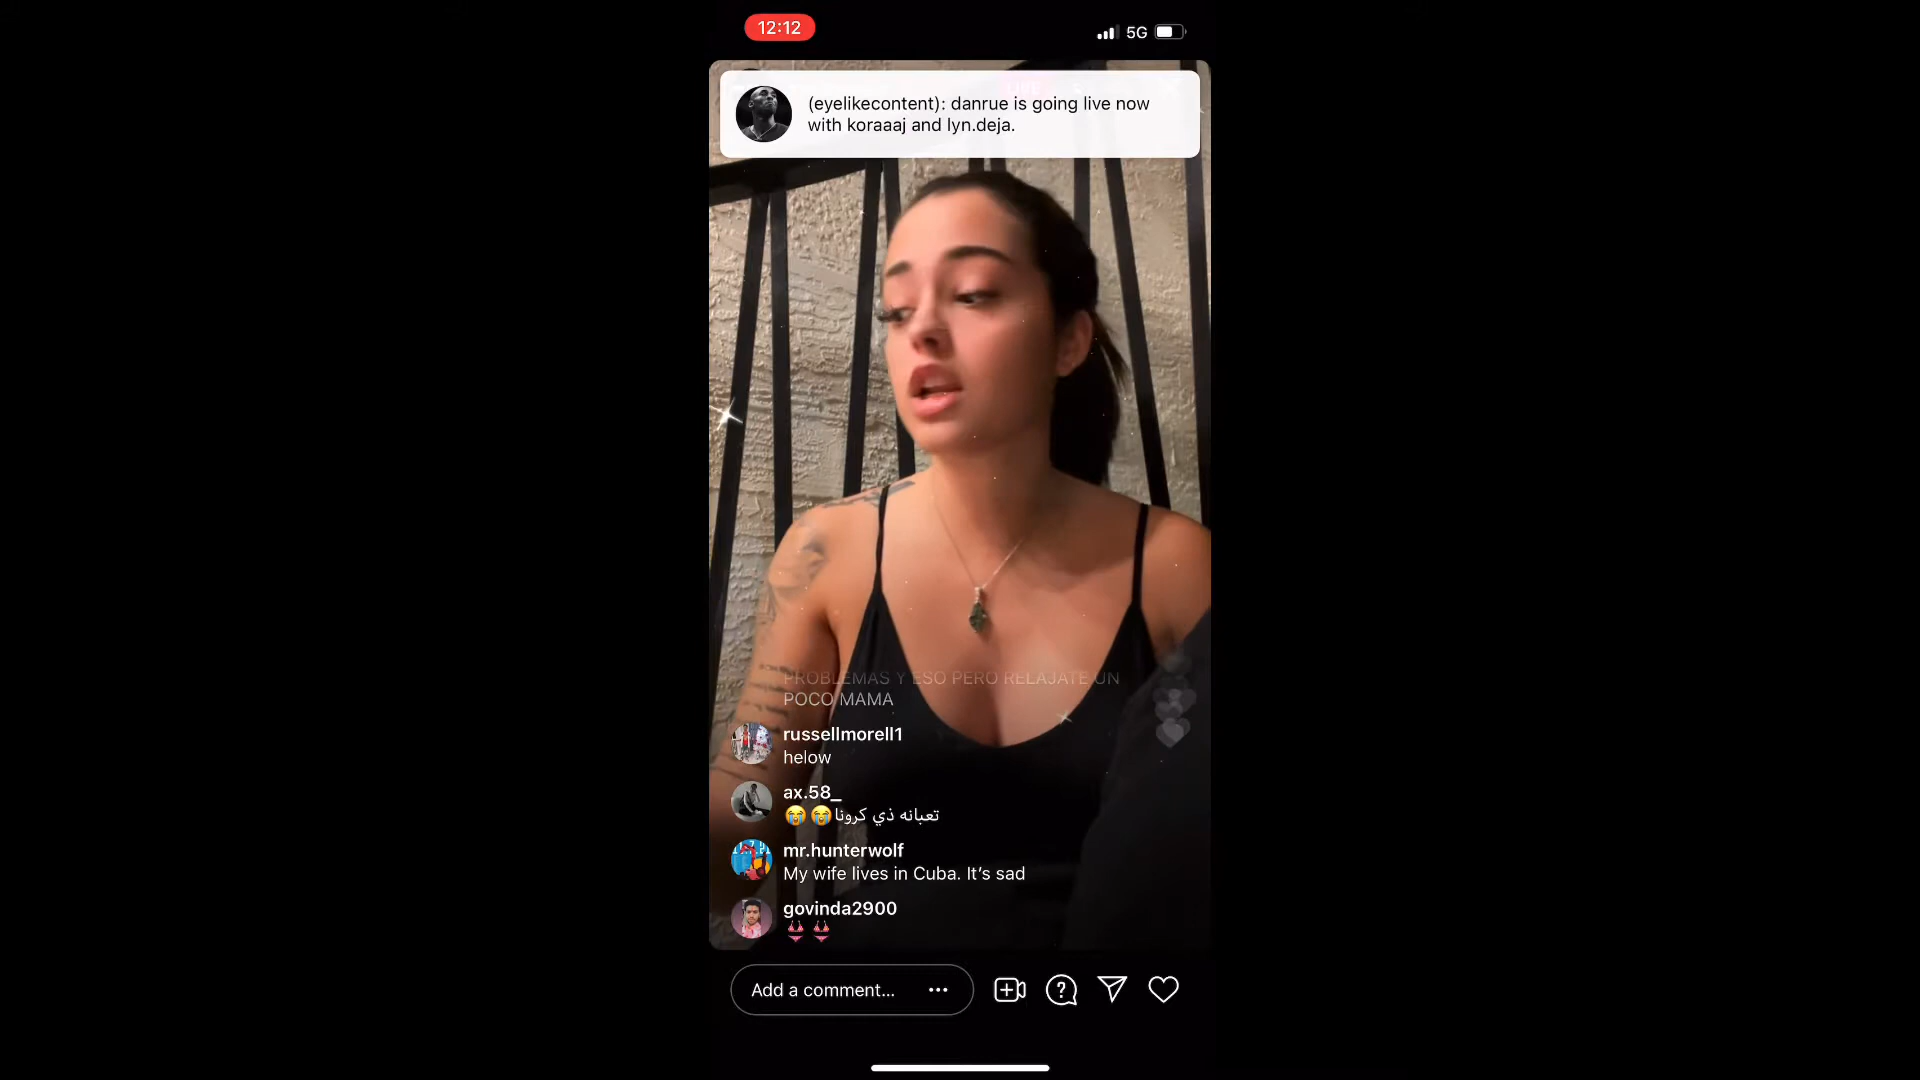 12:12
5G
(eyelikecontent): danrue is going live now
with koraaaj and lyn.deja.
PROBLEMAS Y ESO PERO RELAJATE UN
POCO MAMA
russellmorell1
helow
ax.58_
😭😭تعبانه ذي كرونا
mr.hunterwolf
My wife lives in Cuba. It’s sad
govinda2900
👙👙
Add a comment...